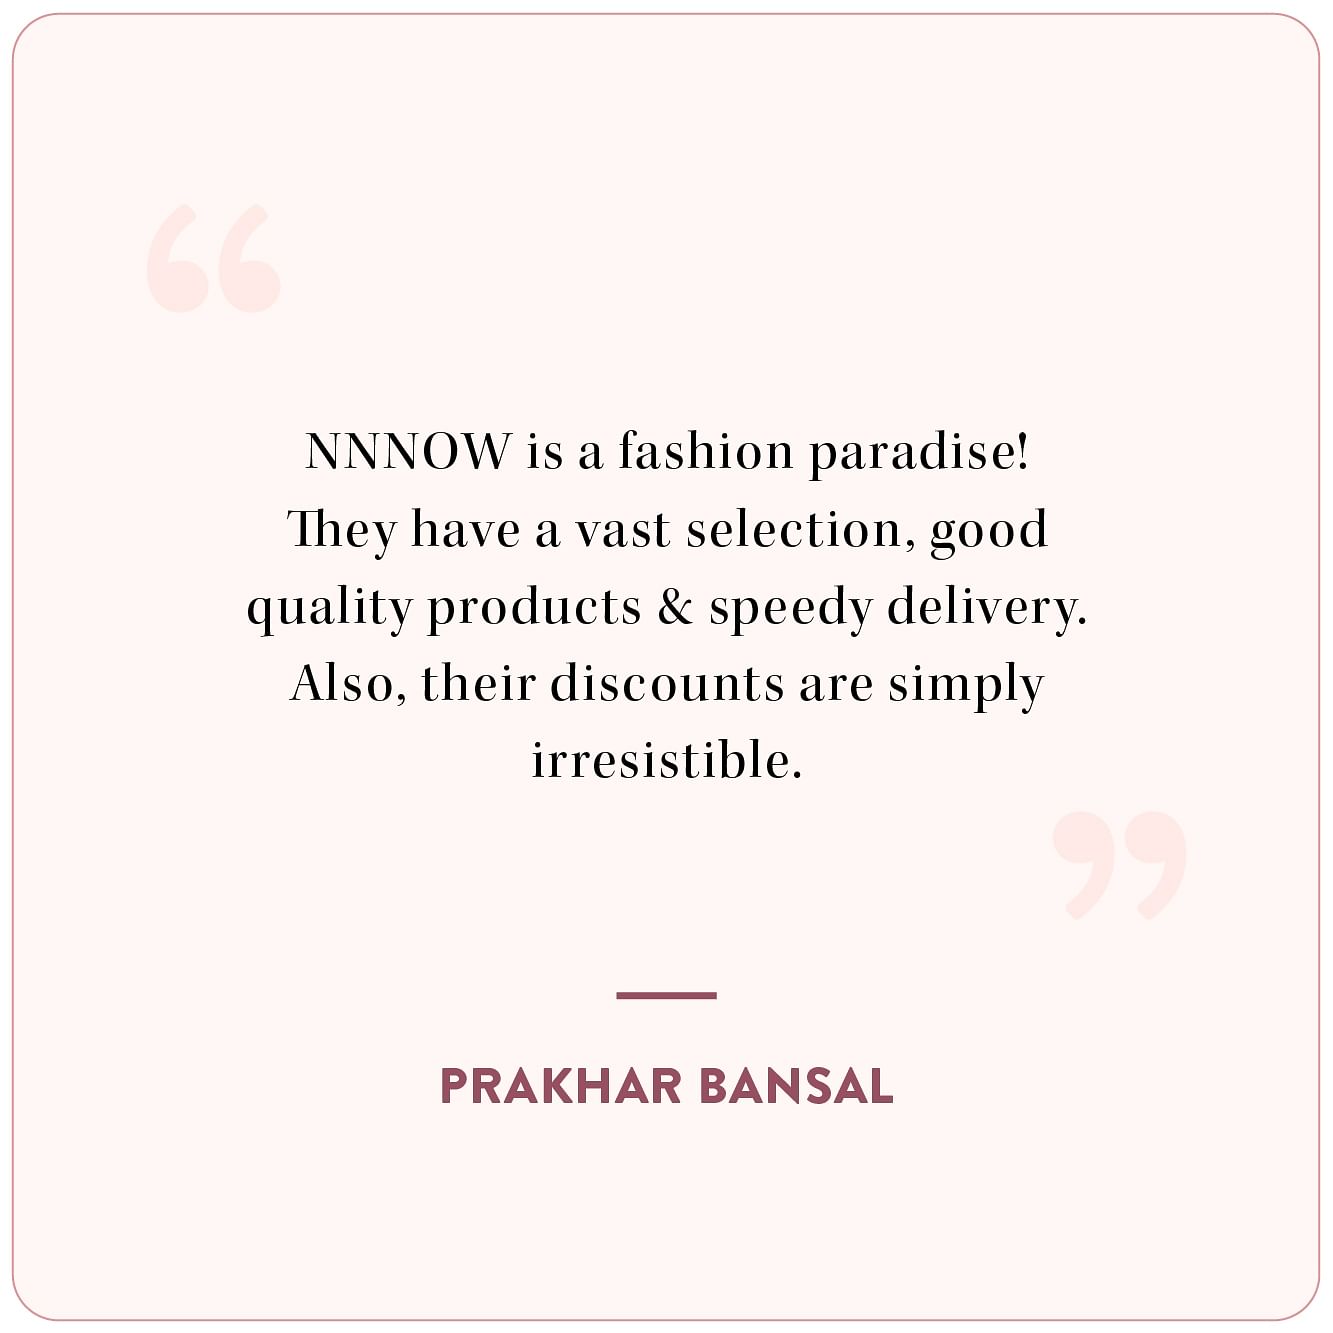 NNNOW is a fashion paradise!
They have a vast selection, good
quality products & speedy delivery.
Also, their discounts are simply
irresistible.
PRAKHAR BANSAL